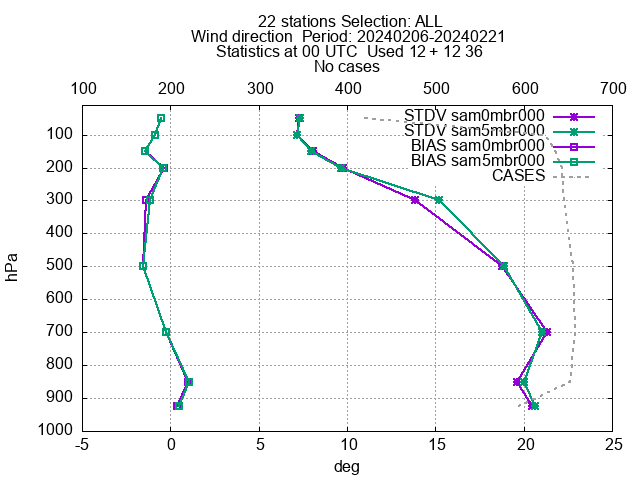 22 stations Selection: ALL
Wind direction  Period: 20240206-20240221
Statistics at 00 UTC  Used 12 + 12 36
No cases
100 200 300 400 500 600 700
STDV sam0mbr000
STDV sam5mbr000
BIAS sam0mbr000
BIAS sam5mbr000
CASES
100
200
300
400
500
600
700
800
900
1000
hPa
-5 0 5 10 15 20 25
deg